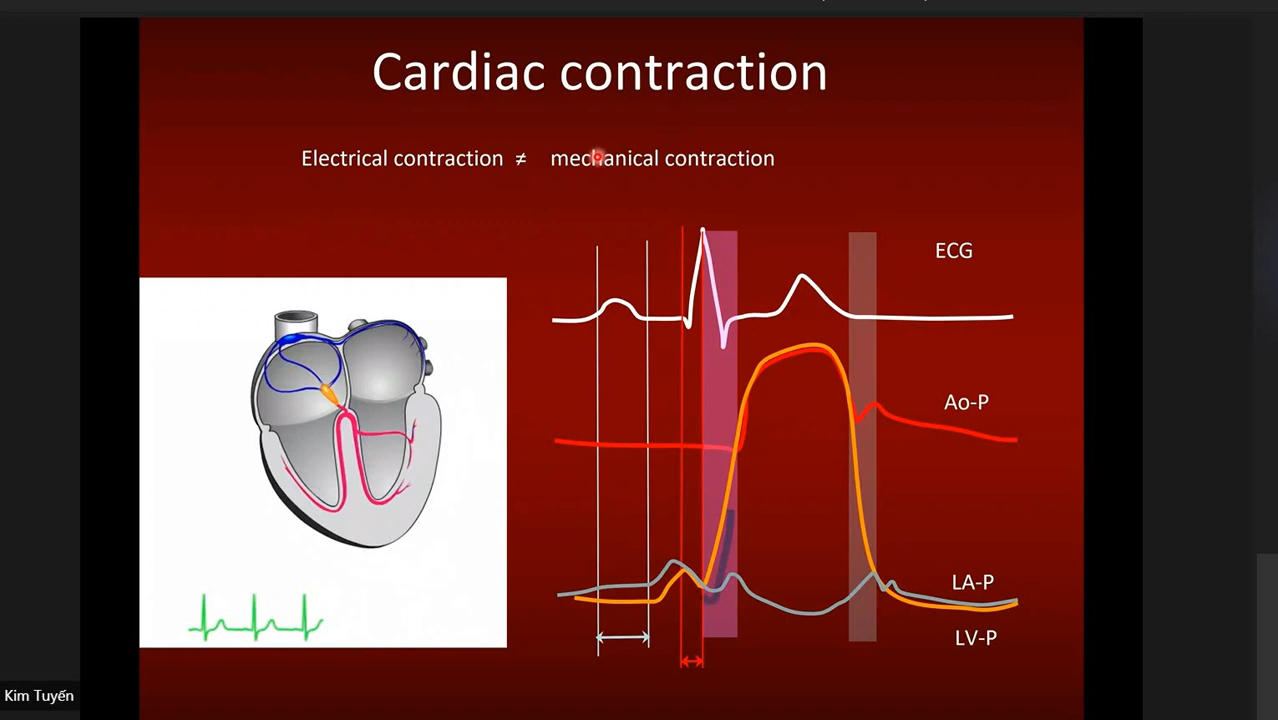 Cardiac contraction
Electrical contraction ≠ mechanical contraction
ECG
Ao-P
LA-P
LV-P
Kim Tuyến